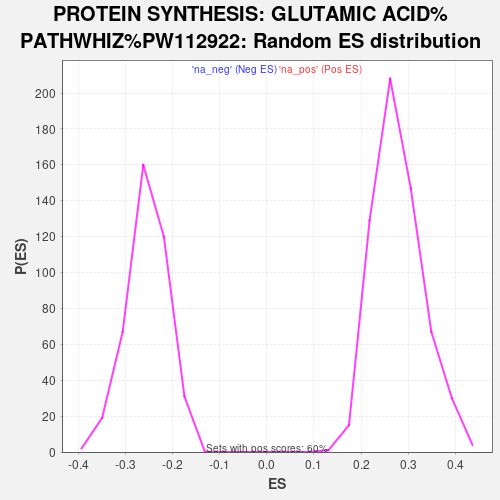 PROTEIN SYNTHESIS: GLUTAMIC ACID%
PATHWHIZ%PW112922: Random ES distribution
'na_neg' (Neg ES) 'na_pos' (Pos ES)
200
180
160
140
120
100
80
60
40
20
0
P(ES)
Sets with pos scores: 60%
-0.4 -0.3 -0.2 -0.1 0.0 0.1 0.2 0.3 0.4
ES